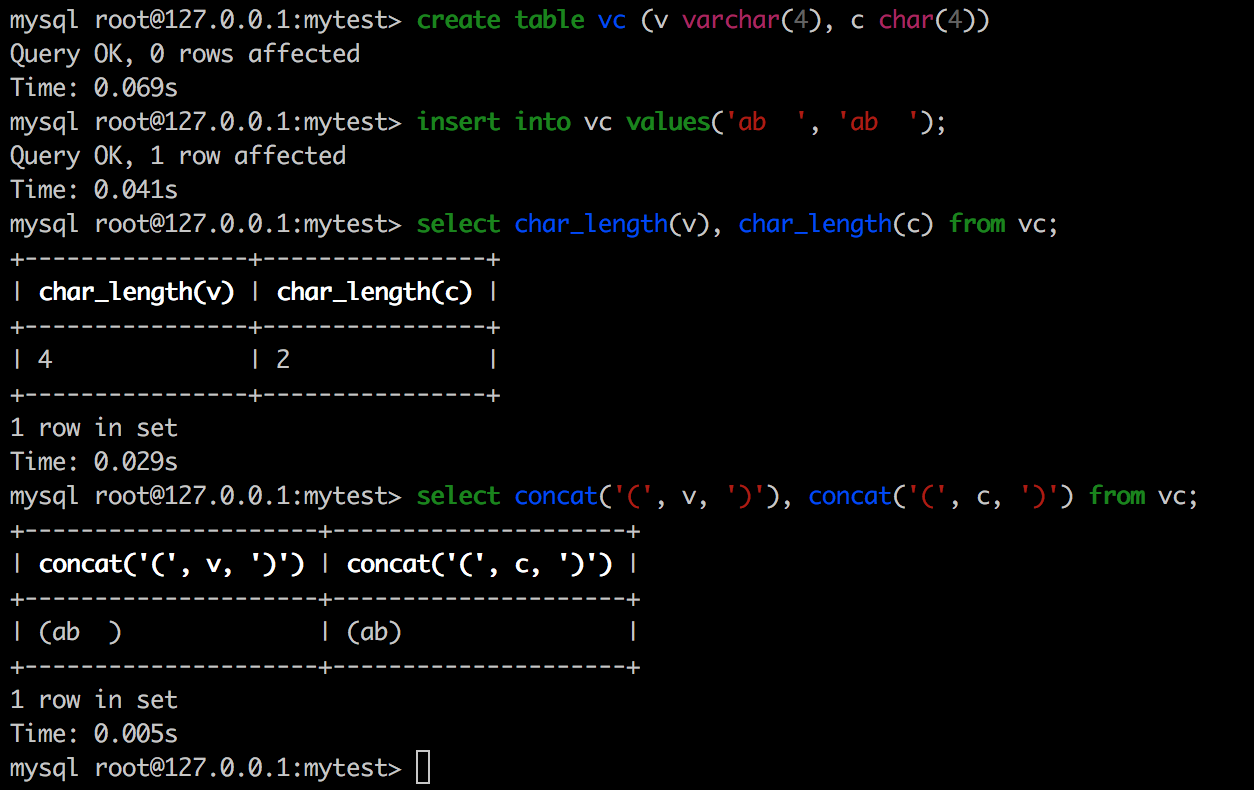 mysql root@127.0.0.1:mytest> create table vc (v varchar(4), c char(4))
Query OK, 0 rows affected
Time: 0.069s
mysql root@127.0.0.1:mytest> insert into vc values('ab  ', 'ab  ');
Query OK, 1 row affected
Time: 0.041s
mysql root@127.0.0.1:mytest> select char_length(v), char_length(c) from vc;
+----------------+----------------+
| char_length(v) | char_length(c) |
+----------------+----------------+
| 4              | 2              |
+----------------+----------------+
1 row in set
Time: 0.029s
mysql root@127.0.0.1:mytest> select concat('(', v, ')'), concat('(', c, ')') from vc;
+---------------------+---------------------+
| concat('(', v, ')') | concat('(', c, ')') |
+---------------------+---------------------+
| (ab  )              | (ab)                |
+---------------------+---------------------+
1 row in set
Time: 0.005s
mysql root@127.0.0.1:mytest>